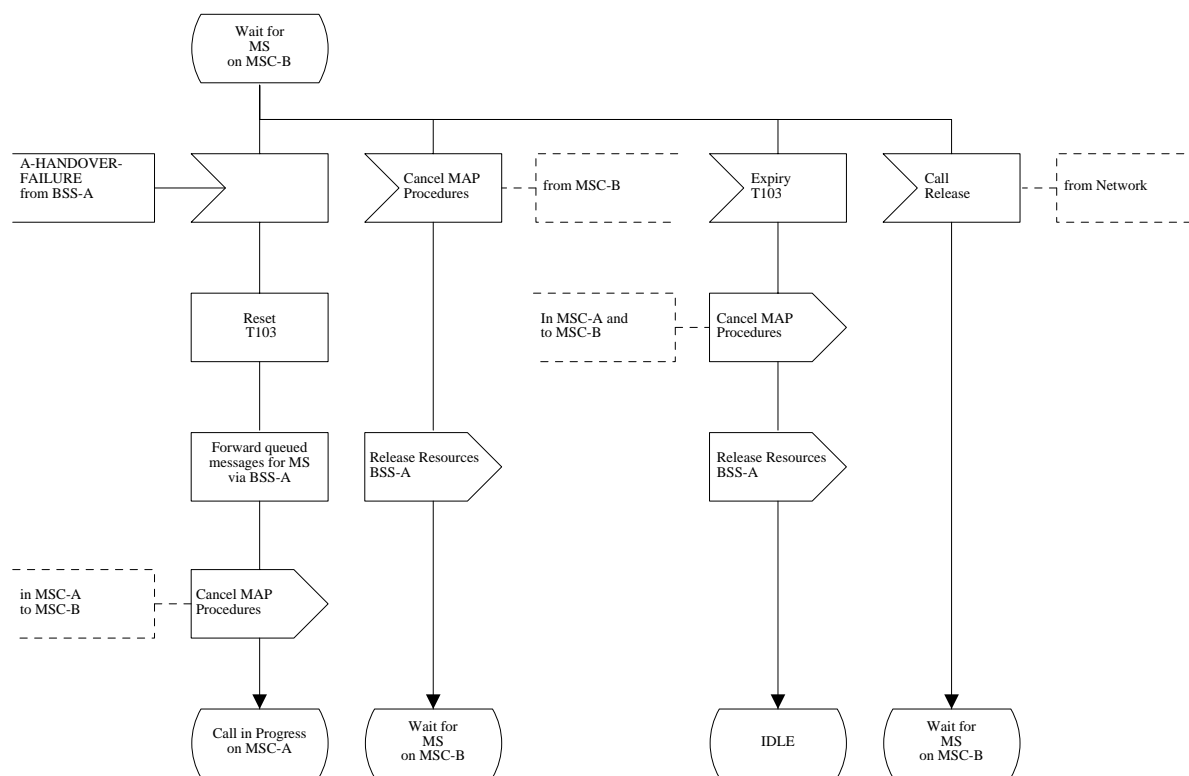 Wait for
MS
on MSC-B
A-HANDOVER-
FAILURE
from BSS-A
Cancel MAP
Procedures
from MSC-B
Expiry
T103
Call
Release
from Network
Reset
T103
In MSC-A and
to MSC-B
Cancel MAP
Procedures
Forward queued
messages for MS
via BSS-A
Release Resources
BSS-A
Release Resources
BSS-A
in MSC-A
to MSC-B
Cancel MAP
Procedures
Call in Progress
on MSC-A
Wait for
MS
on MSC-B
IDLE
Wait for
MS
on MSC-B